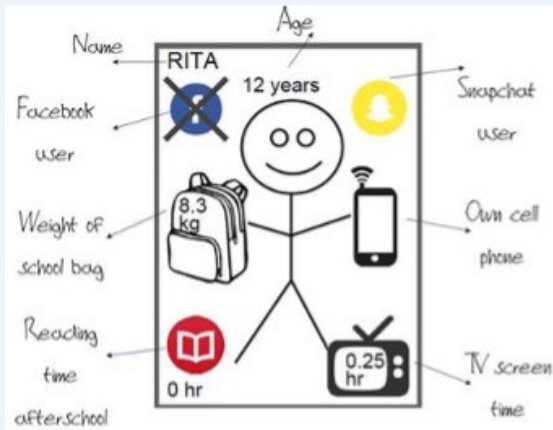 Age
Name
RITA
12 years
Facebook
user
Snapchat
user
8.3
kg
Weight of
school bag
Own cell
phone
Reading
time
afterschool
0 hr
0.25
hr
TV screen
time